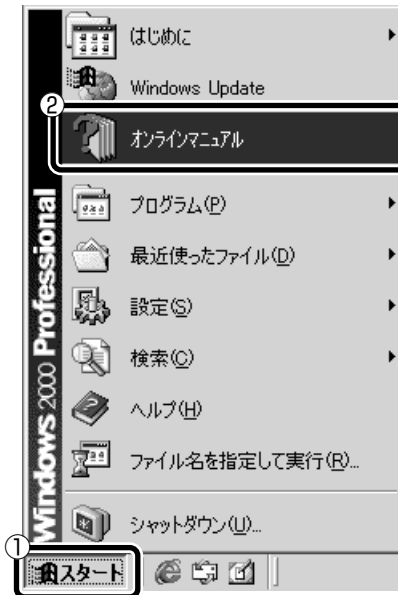 はじめに
Windows Update
②
オンラインマニュアル
プログラム(P)
最近使ったファイル(D)
設定(S)
検索(C)
ヘルプ(H)
ファイル名を指定して実行(R)...
シャットダウン(U)...
Windows 2000 Professional
①
スタート